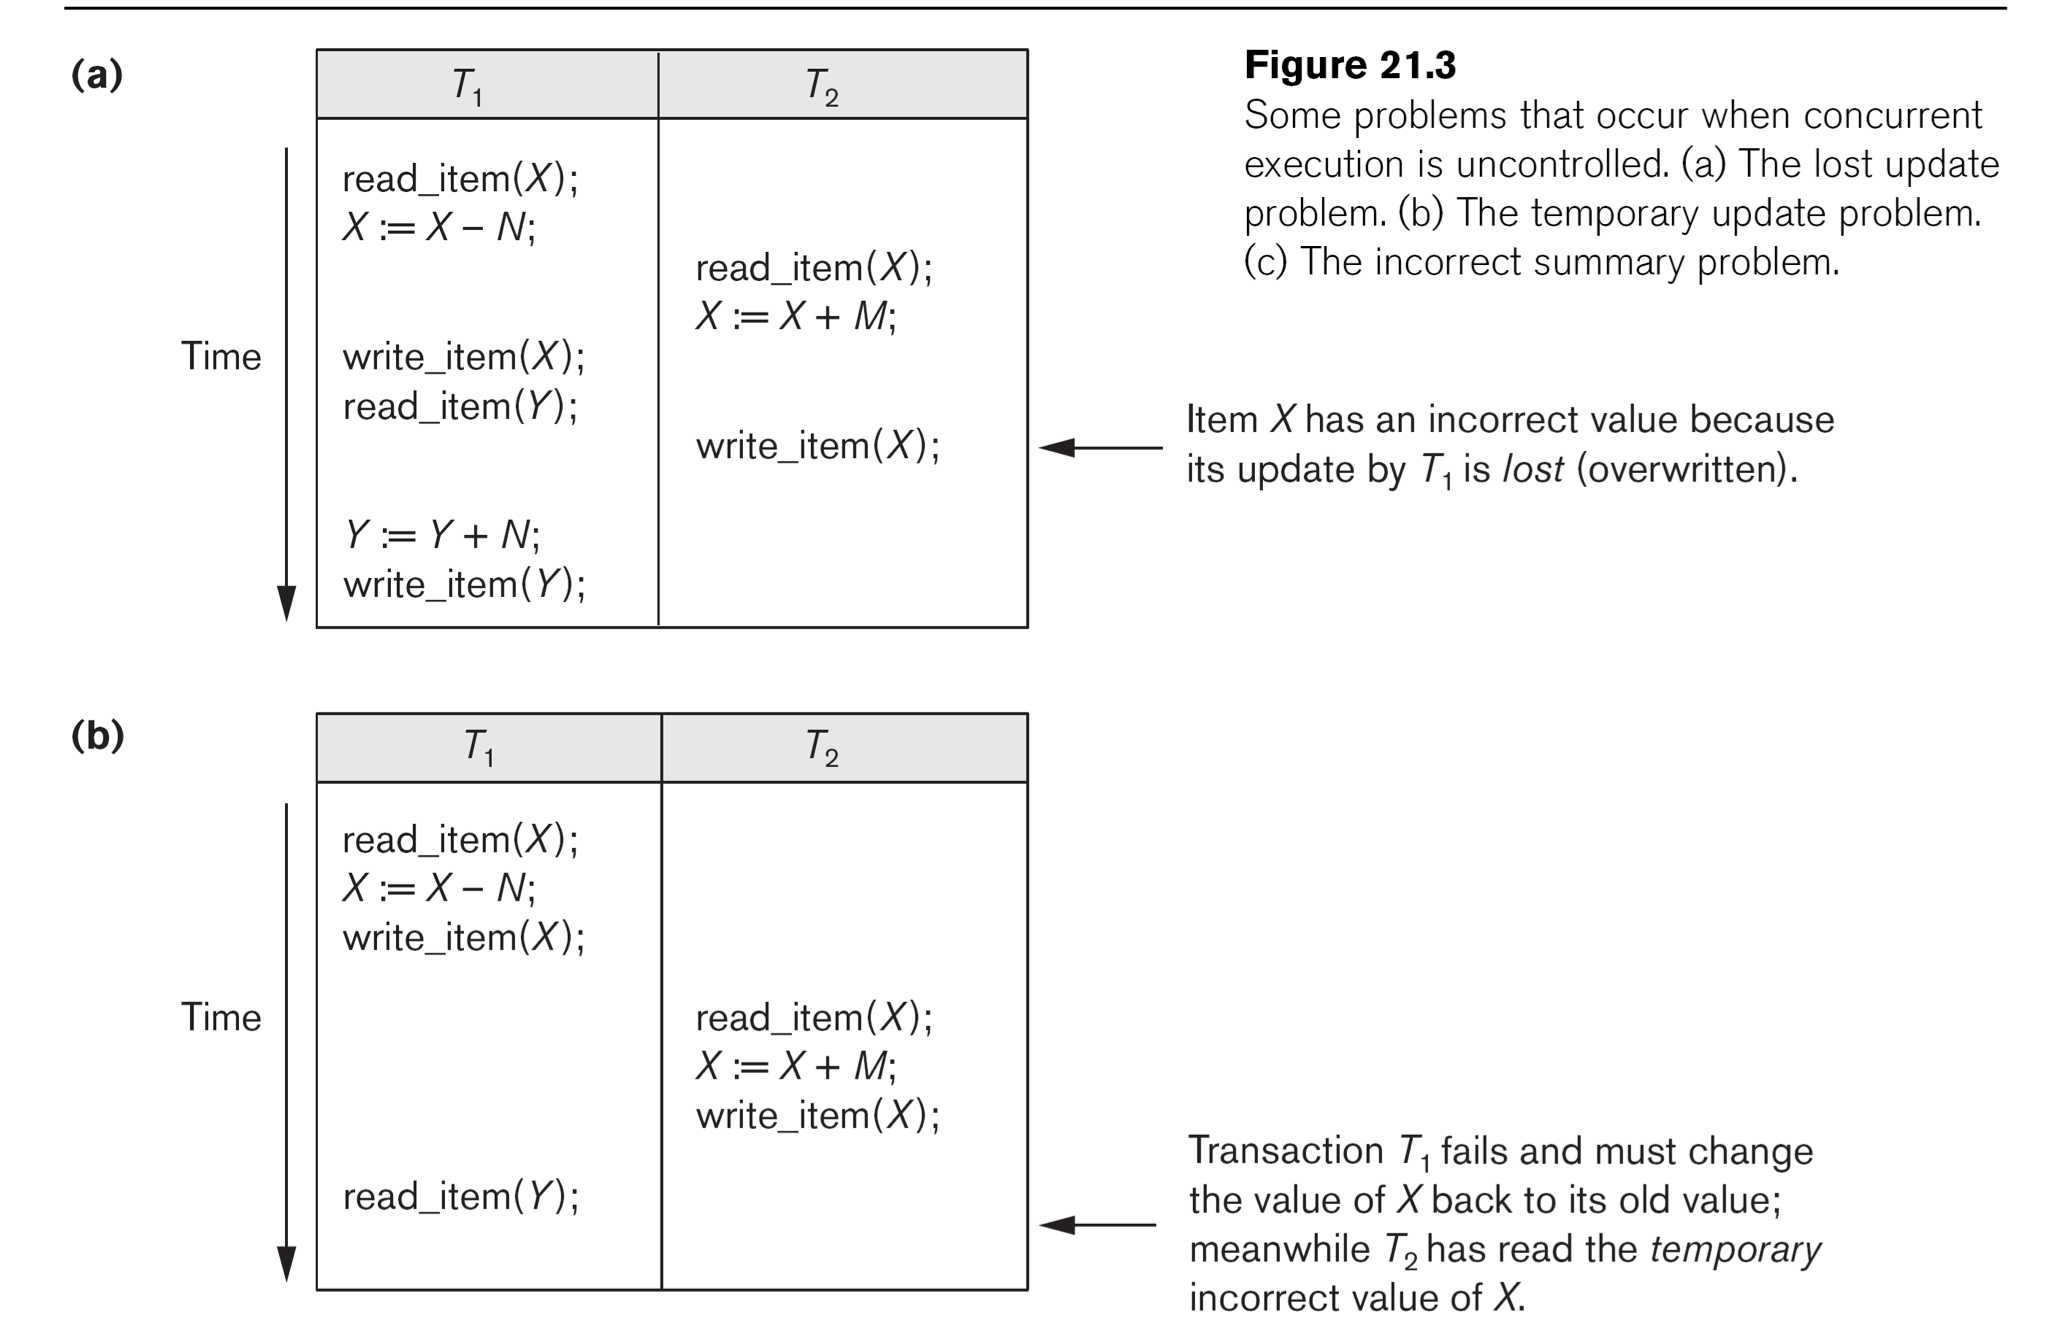 (a)
T1
T2
Figure 21.3
Some problems that occur when concurrent
execution is uncontrolled. (a) The lost update
problem. (b) The temporary update problem.
(c) The incorrect summary problem.
Time
read_item(X);
X := X – N;
read_item(X);
X := X + M;
write_item(X);
read_item(Y);
write_item(X);
Item X has an incorrect value because
its update by T1 is lost (overwritten).
Y := Y + N;
write_item(Y);
(b)
T1
T2
Time
read_item(X);
X := X – N;
write_item(X);
read_item(X);
X := X + M;
write_item(X);
read_item(Y);
Transaction T1 fails and must change
the value of X back to its old value;
meanwhile T2 has read the temporary
incorrect value of X.